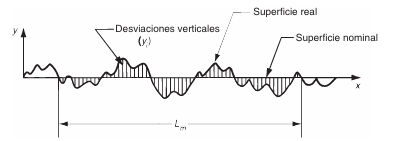 Superficie real
Desviaciones verticales
(yᵢ)
Superficie nominal
y
x
Lₘ